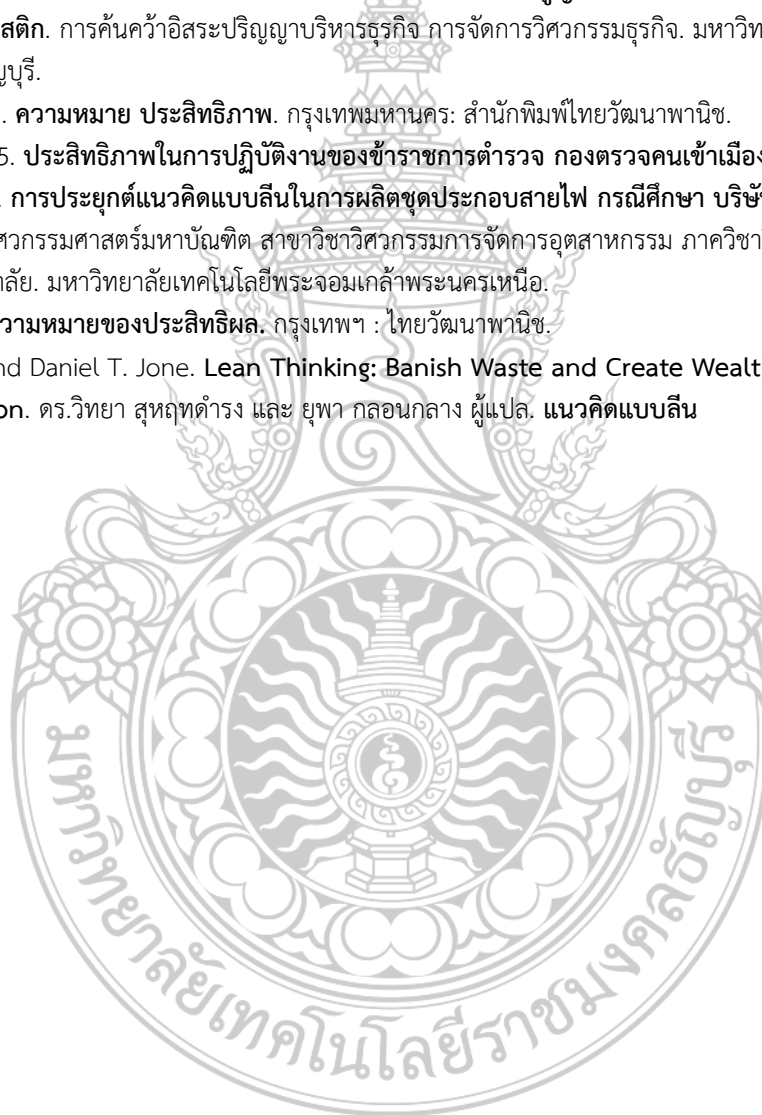 สติก. การค้นคว้าอิสระปริญญาบริหารธุรกิจ การจัดการวิศวกรรมธุรกิจ. มหาวิท
บุรี.
. ความหมาย ประสิทธิภาพ. กรุงเทพมหานคร: สำนักพิมพ์ไทยวัฒนาพานิช.
5. ประสิทธิภาพในการปฏิบัติงานของข้าราชการตำรวจ กองตรวจคนเข้าเมือง
. การประยุกต์แนวคิดแบบลีนในการผลิตชุดประกอบสายไฟ กรณีศึกษา บริษั
ศวกรรมศาสตร์มหาบัณฑิต สาขาวิชาวิศวกรรมการจัดการอุตสาหกรรม ภาควิชา
าลัย. มหาวิทยาลัยเทคโนโลยีพระจอมเกล้าพระนครเหนือ.
ความหมายของประสิทธิผล. กรุงเทพฯ : ไทยวัฒนาพานิช.
nd Daniel T. Jone. Lean Thinking: Banish Waste and Create Wealt
on. ดร.วิทยา สุหฤทดำรง และ ยุพา กลอนกลาง ผู้แปล. แนวคิดแบบลีน
มหาวิทยาลัยเทคโนโลยีราชมงคลธัญบุรี